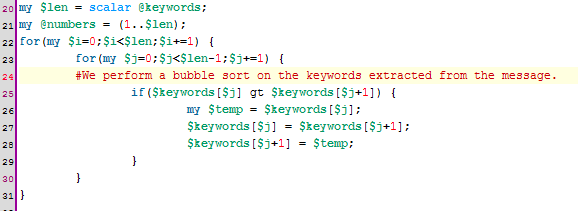 20 my $len = scalar @keywords;
21 my @numbers = (1..$len);
22 for(my $i=0;$i<$len;$i+=1) {
23 for(my $j=0;$j<$len-1;$j+=1) {
24 #We perform a bubble sort on the keywords extracted from the message.
25 if($keywords[$j] gt $keywords[$j+1]) {
26 my $temp = $keywords[$j];
27 $keywords[$j] = $keywords[$j+1];
28 $keywords[$j+1] = $temp;
29 }
30 }
31 }